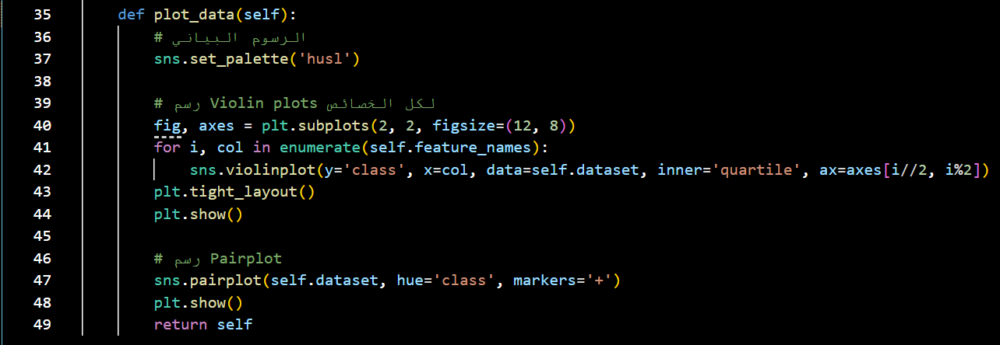 35 def plot_data(self):
36 # الرسوم البياني
37 sns.set_palette('husl')
38
39 # رسم Violin plots لكل الخصائص
40 fig, axes = plt.subplots(2, 2, figsize=(12, 8))
41 for i, col in enumerate(self.feature_names):
42 sns.violinplot(y='class', x=col, data=self.dataset, inner='quartile', ax=axes[i//2, i%2])
43 plt.tight_layout()
44 plt.show()
45
46 # رسم Pairplot
47 sns.pairplot(self.dataset, hue='class', markers='+')
48 plt.show()
49 return self